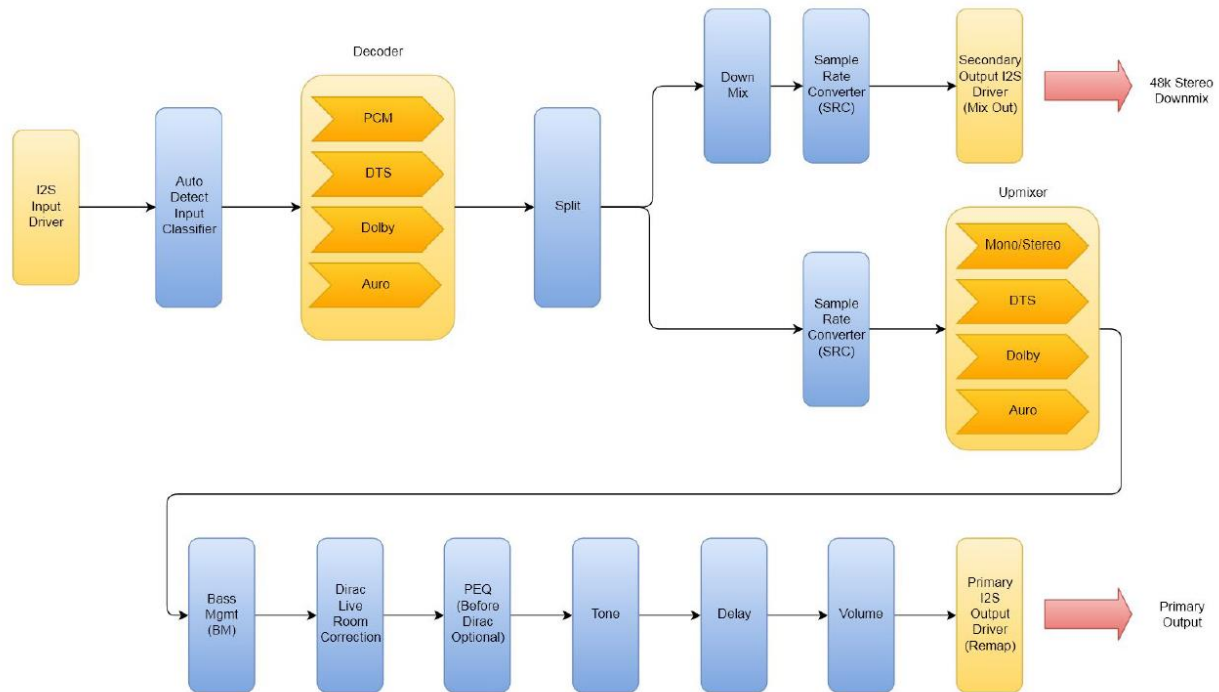 Decoder
I2S
Input
Driver
Auto
Detect
Input
Classifier
PCM
DTS
Dolby
Auro
Split
Down
Mix
Sample
Rate
Converter
(SRC)
Secondary
Output I2S
Driver
(Mix Out)
48k Stereo
Downmix
Sample
Rate
Converter
(SRC)
Upmixer
Mono/Stereo
DTS
Dolby
Auro
Bass
Mgmt
(BM)
Dirac
Live
Room
Correction
PEQ
(Before
Dirac
Optional)
Tone
Delay
Volume
Primary
I2S
Output
Driver
(Remap)
Primary
Output